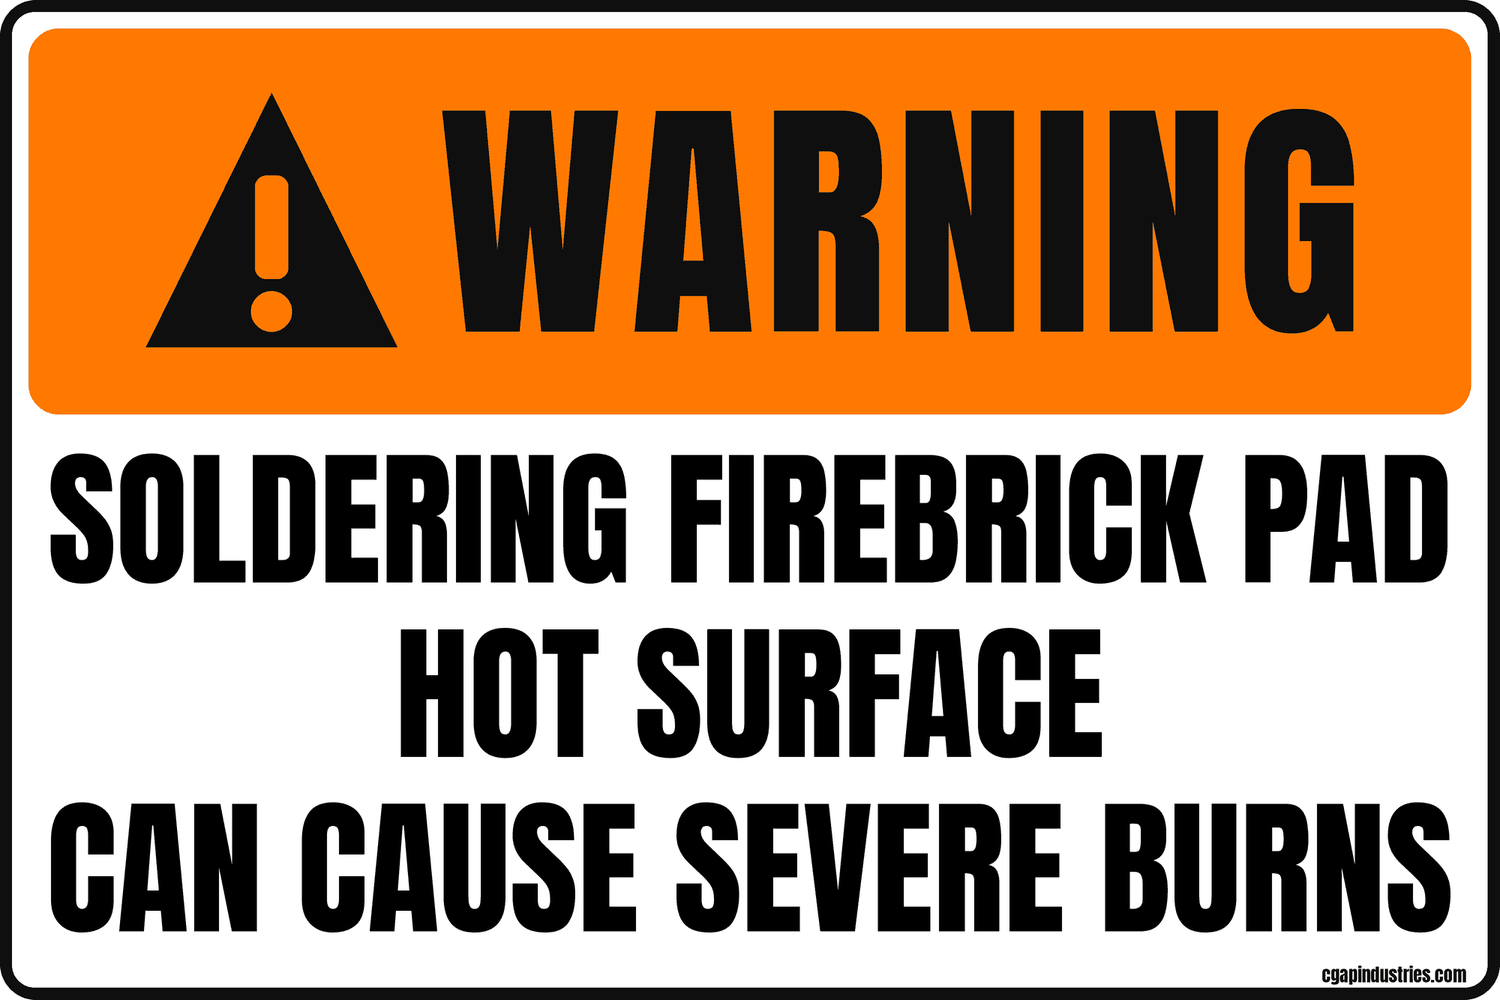 WARNING
SOLDERING FIREBRICK PAD
HOT SURFACE
CAN CAUSE SEVERE BURNS
cgapindustries.com